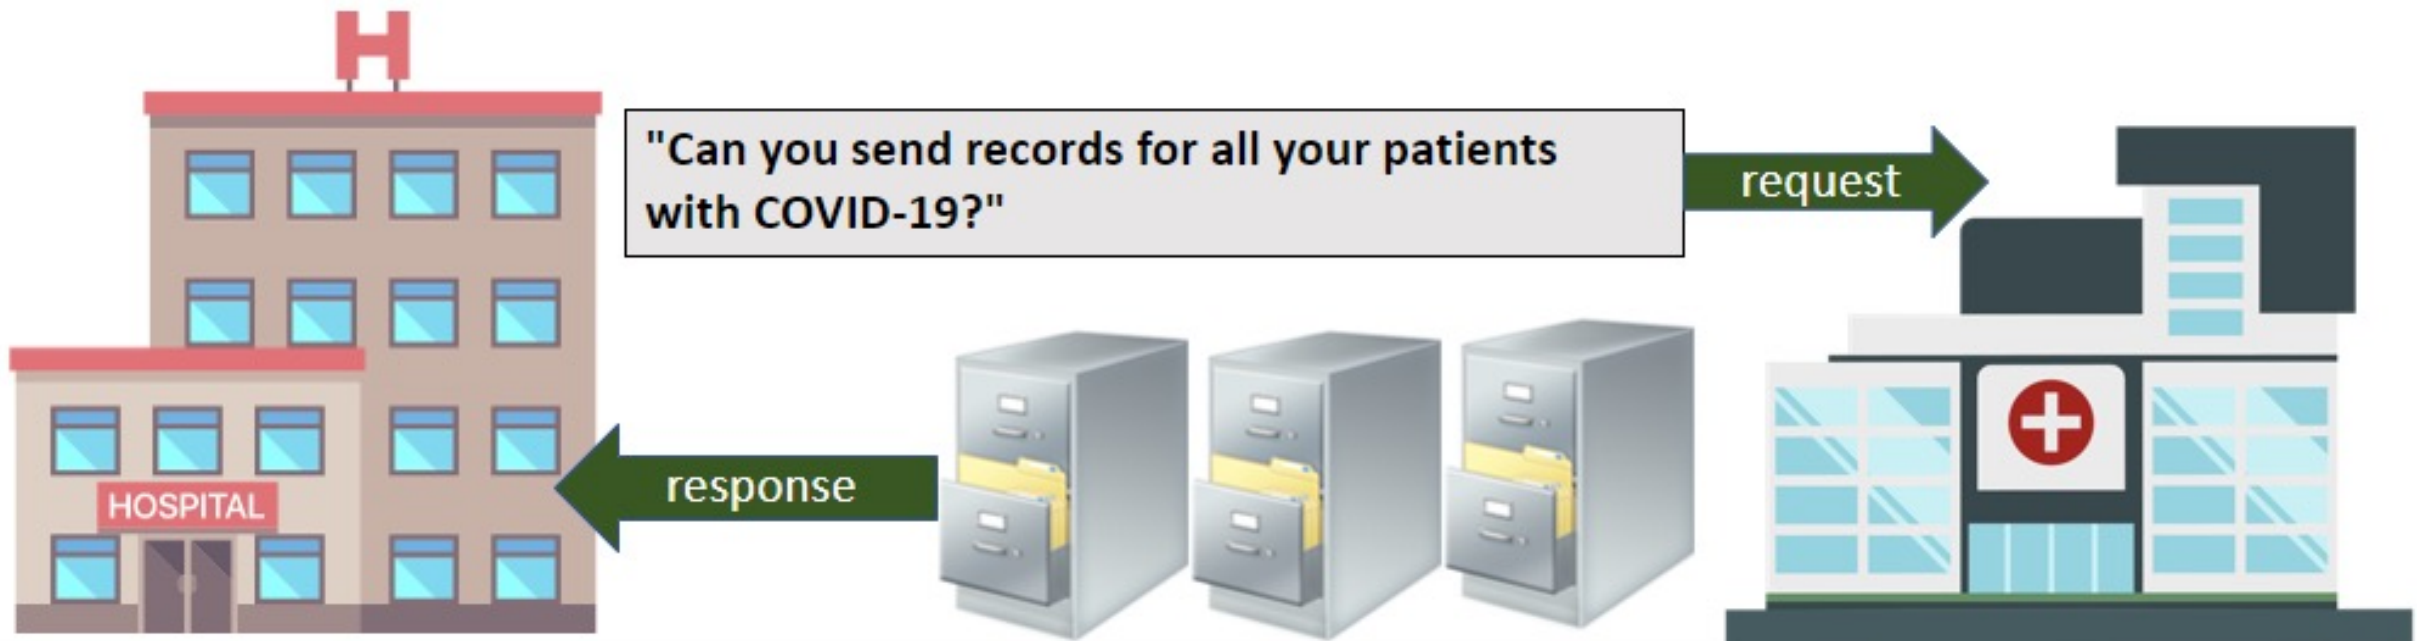 H
"Can you send records for all your patients
with COVID-19?"
request
response
HOSPITAL